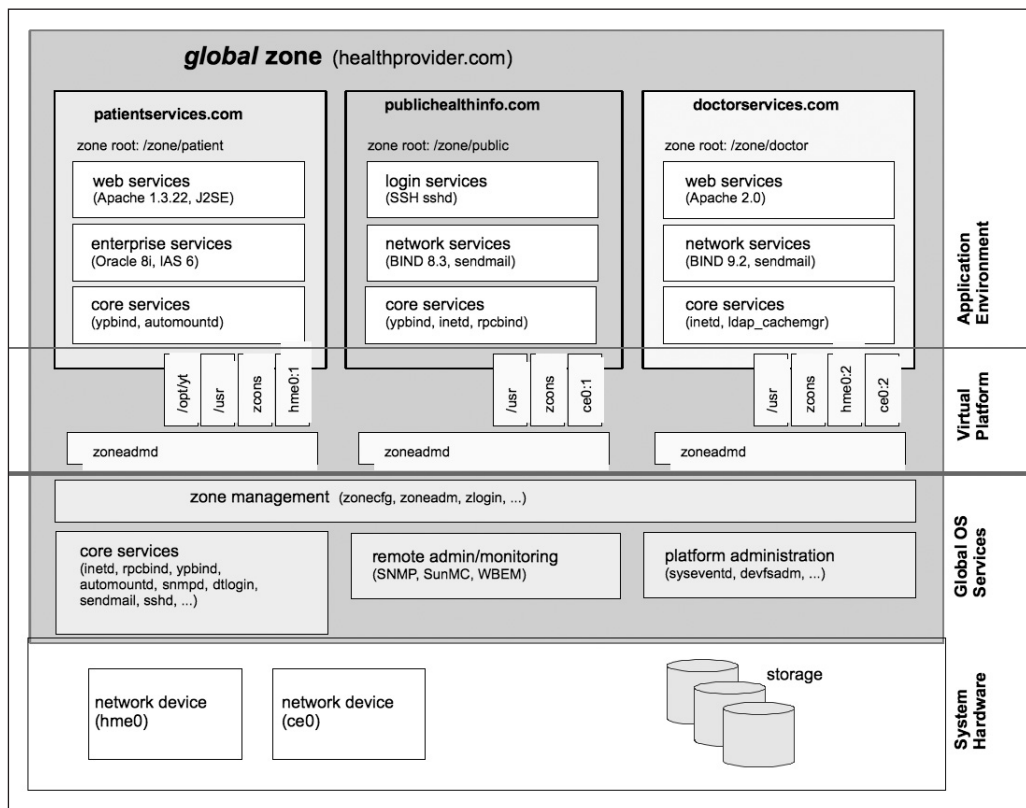 global zone (healthprovider.com)
patientservices.com
zone root: /zone/patient
web services
(Apache 1.3.22, J2SE)
enterprise services
(Oracle 8i, IAS 6)
core services
(ypbind, automountd)
publichealthinfo.com
zone root: /zone/public
login services
(SSH sshd)
network services
(BIND 8.3, sendmail)
core services
(ypbind, inetd, rpcbind)
doctorservices.com
zone root: /zone/doctor
web services
(Apache 2.0)
network services
(BIND 9.2, sendmail)
core services
(inetd, ldap_cachemgr)
Application
Environment
/opt/yt
/usr
zcons
hme0:1
/usr
zcons
ce0:1
/usr
zcons
hme0:2
ce0:2
zoneadmd
zoneadmd
zoneadmd
Virtual
Platform
zone management (zonecfg, zoneadm, zlogin, ...)
core services
(inetd, rpcbind, ypbind,
automountd, snmpd, dtlogin,
sendmail, sshd, ...)
remote admin/monitoring
(SNMP, SunMC, WBEM)
platform administration
(syseventd, devfsadm, ...)
Global OS
Services
network device
(hme0)
network device
(ce0)
storage
System
Hardware